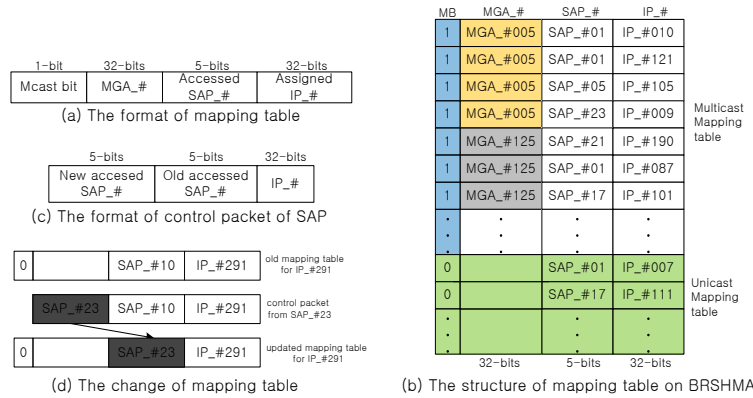 1-bit 32-bits 5-bits 32-bits
Mcast bit MGA_# Accessed SAP_# Assigned IP_#
(a) The format of mapping table
5-bits 5-bits 32-bits
New accesed SAP_# Old accessed SAP_# IP_#
(c) The format of control packet of SAP
0 SAP_#10 IP_#291 old mapping table for IP_#291
SAP_#23 SAP_#10 IP_#291 control packet from SAP_#23
0 SAP_#23 IP_#291 updated mapping table for IP_#291
(d) The change of mapping table
MB MGA_# SAP_# IP_#
1 MGA_#005 SAP_#01 IP_#010
1 MGA_#005 SAP_#01 IP_#121
1 MGA_#005 SAP_#05 IP_#105
1 MGA_#005 SAP_#23 IP_#009
1 MGA_#125 SAP_#21 IP_#190
1 MGA_#125 SAP_#01 IP_#087
1 MGA_#125 SAP_#17 IP_#101
Multicast
Mapping
table
0 SAP_#01 IP_#007
0 SAP_#17 IP_#111
Unicast
Mapping
table
32-bits 5-bits 32-bits
(b) The structure of mapping table on BRSHMA